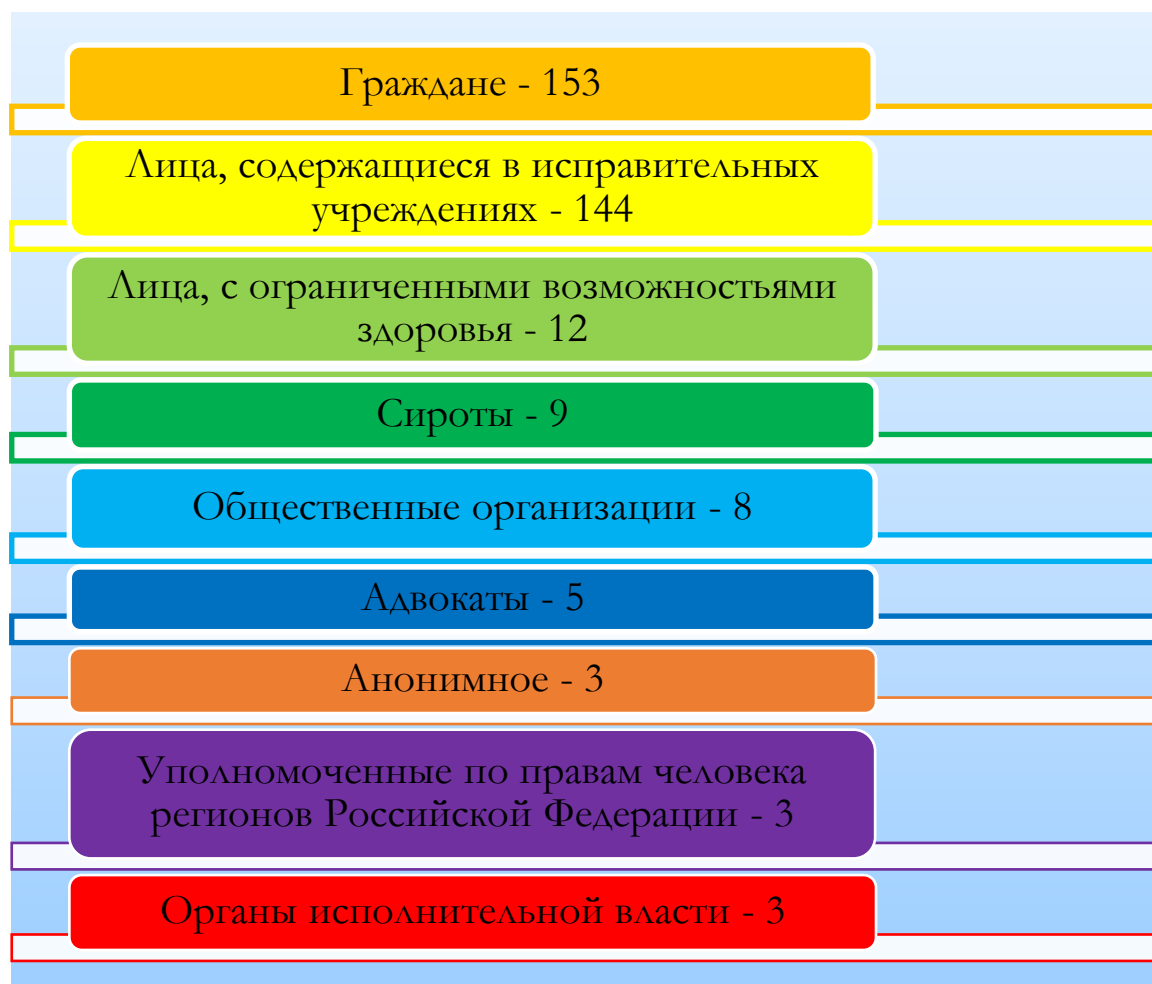 Граждане - 153
Лица, содержащиеся в исправительных
учреждениях - 144
Лица, с ограниченными возможностьями
здоровья - 12
Сироты - 9
Общественные организации - 8
Адвокаты - 5
Анонимное - 3
Уполномоченные по правам человека
регионов Российской Федерации - 3
Органы исполнительной власти - 3